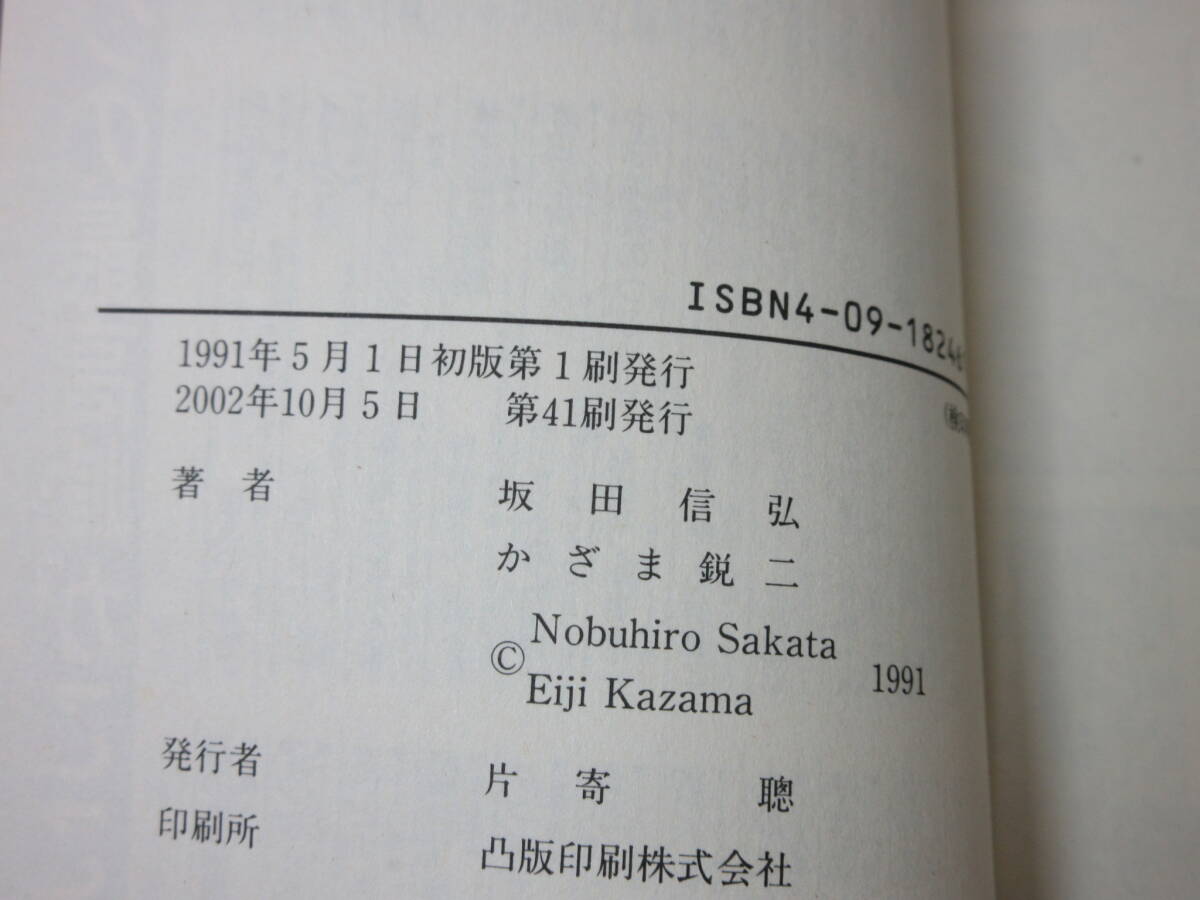 ISBN4-09-18246
1991年5月1日初版第1刷発行
2002年10月5日 第41刷発行
著者 坂田信弘
かざま鋭二
© Nobuhiro Sakata 1991
Eiji Kazama
発行者 片寄聰
印刷所 凸版印刷株式会社